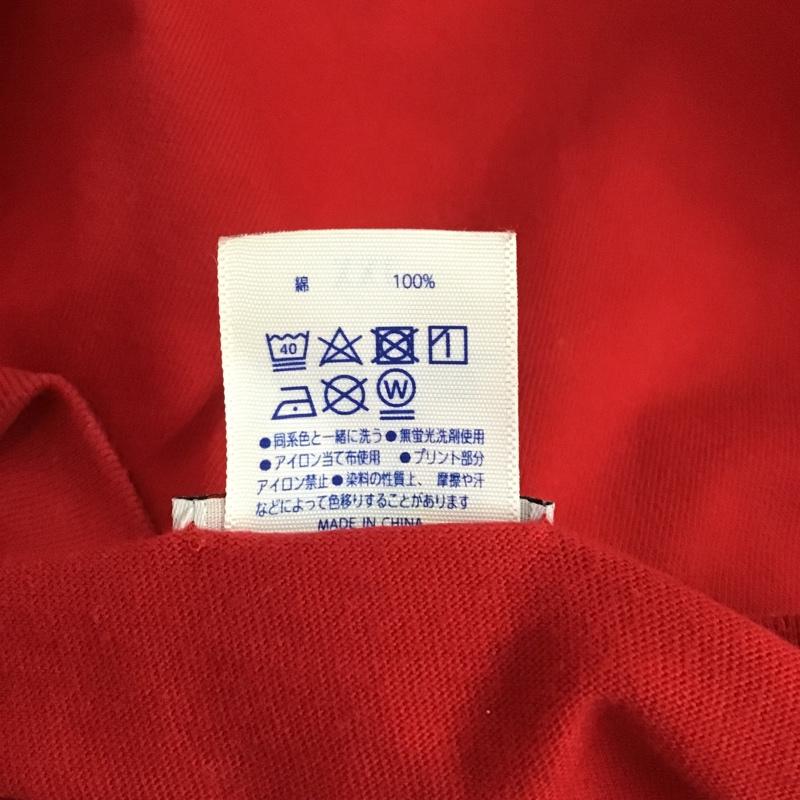 綿 100%
40
W
●同系色と一緒に洗う●無蛍光洗剤使用
●アイロン当て布使用 ●プリント部分
アイロン禁止●染料の性質上、摩擦や汗
などによって色移りすることがあります
MADE IN CHINA